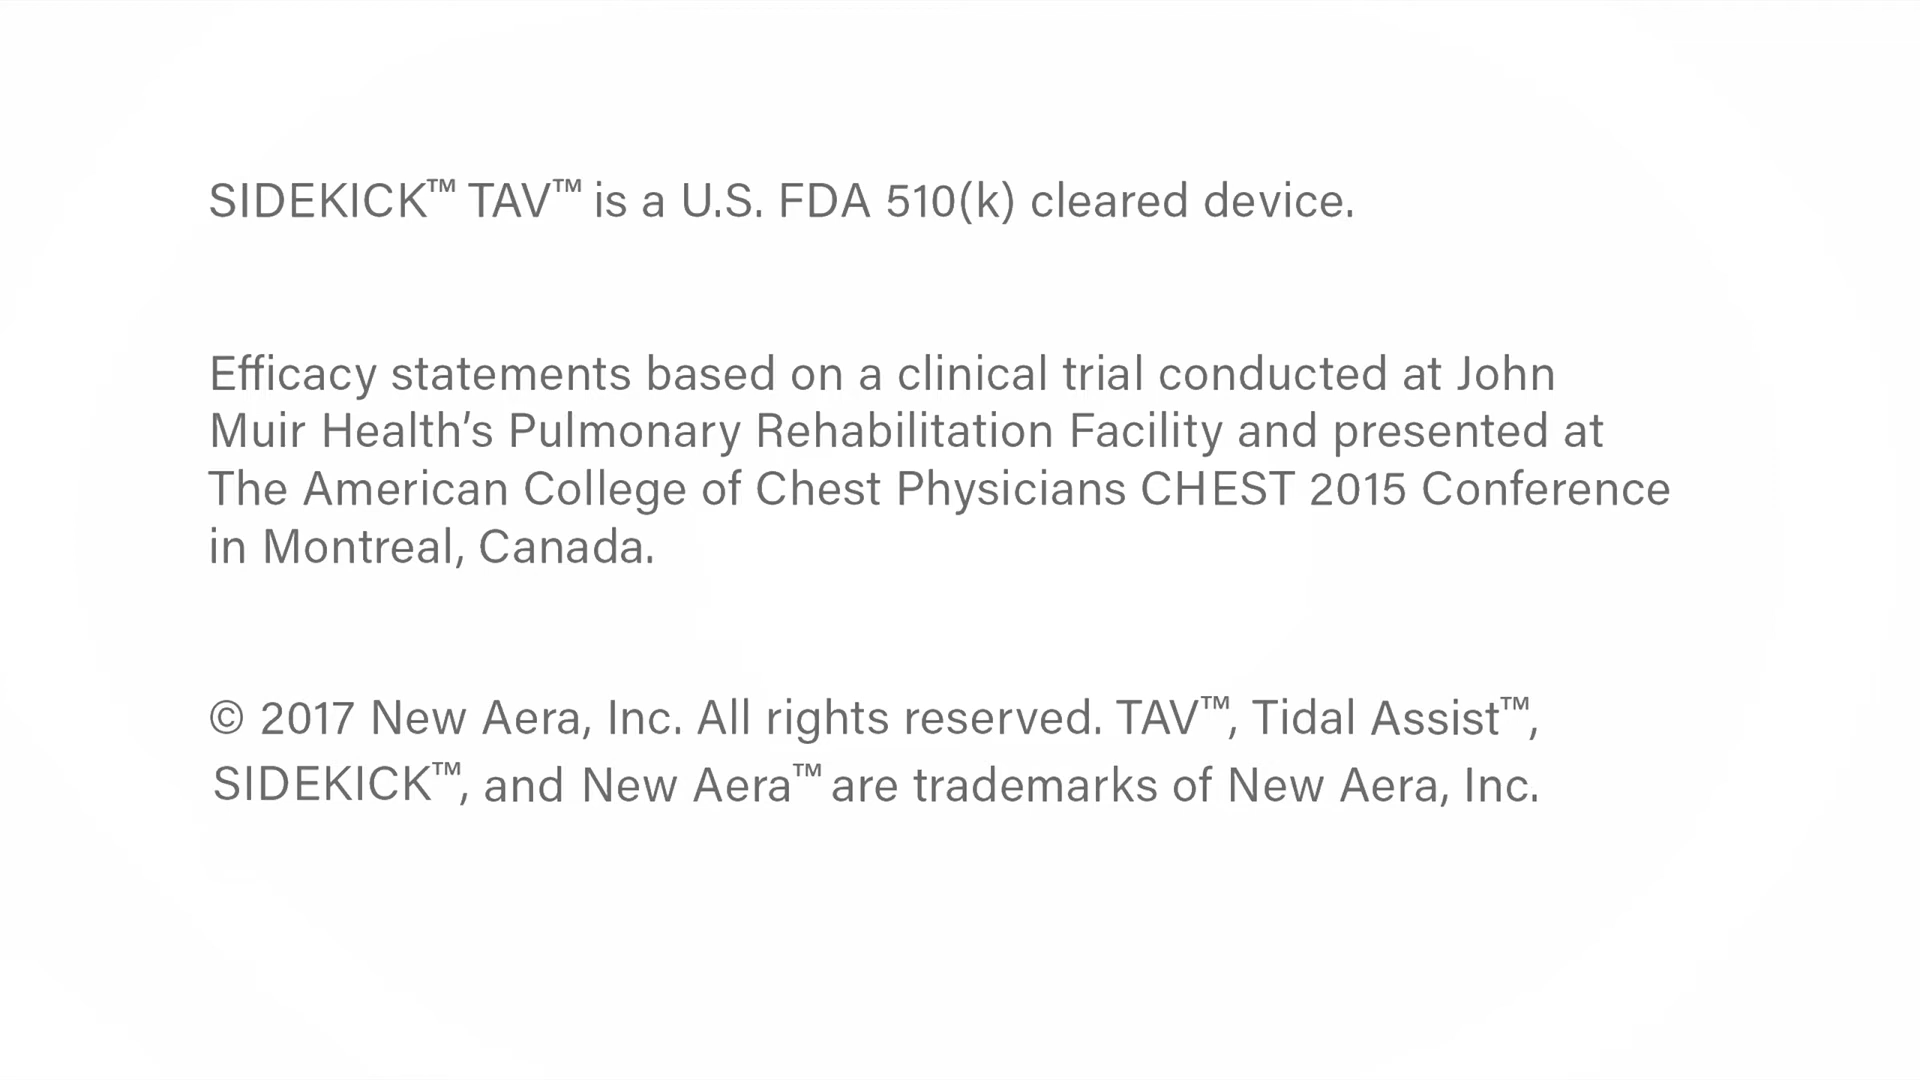 SIDEKICK™ TAV™ is a U.S. FDA 510(k) cleared device.
Efficacy statements based on a clinical trial conducted at John
Muir Health’s Pulmonary Rehabilitation Facility and presented at
The American College of Chest Physicians CHEST 2015 Conference
in Montreal, Canada.
© 2017 New Aera, Inc. All rights reserved. TAV™, Tidal Assist™,
SIDEKICK™, and New Aera™ are trademarks of New Aera, Inc.